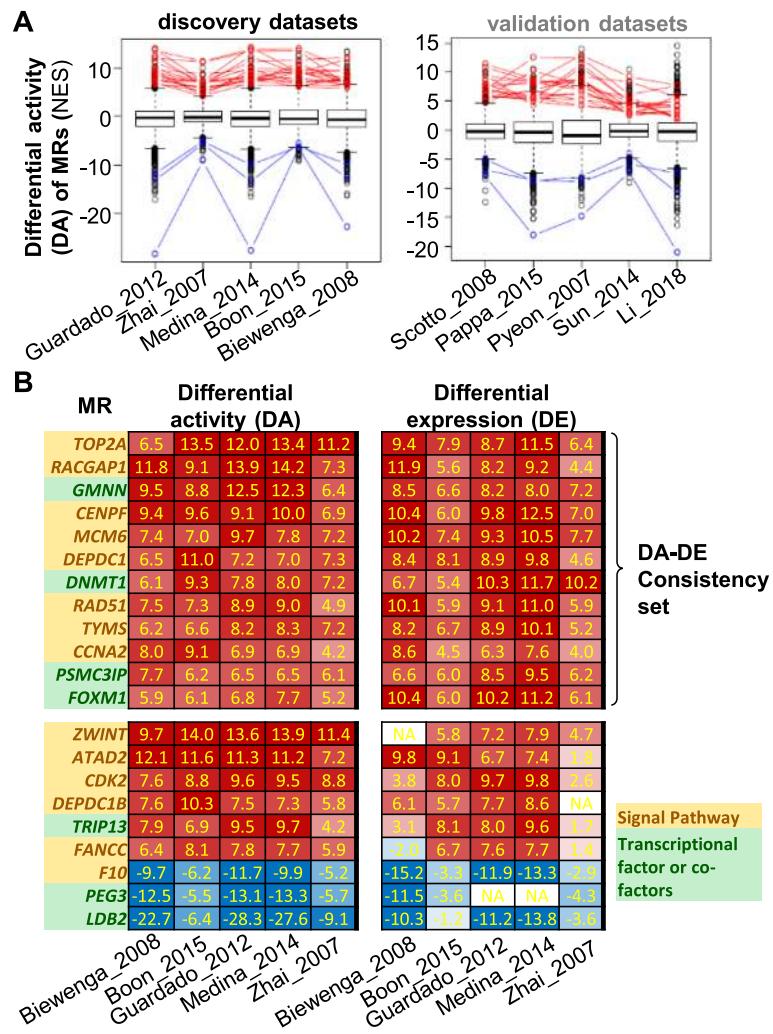 A
discovery datasets
validation datasets
Differential activity
(DA) of MRs (NES)
10
0
-10
-20
15
10
5
0
-5
-10
-15
-20
Guardado_2012
Zhai_2007
Medina_2014
Boon_2015
Biewenga_2008
Scotto_2008
Pappa_2015
Pyeon_2007
Sun_2014
Li_2018
B
MR
Differential
activity (DA)
Differential
expression (DE)
TOP2A 6.5 13.5 12.0 13.4 11.2 9.4 7.9 8.7 11.5 6.4
RACGAP1 11.8 9.1 13.9 14.2 7.3 11.9 5.6 8.2 9.2 4.4
GMNN 9.5 8.8 12.5 12.3 6.4 8.5 6.6 8.2 8.0 7.2
CENPF 9.4 9.6 9.1 10.0 6.9 10.4 6.0 9.8 12.5 7.0
MCM6 7.4 7.0 9.7 7.8 7.2 10.2 7.4 9.3 10.5 7.7
DEPDC1 6.5 11.0 7.2 7.0 7.3 8.4 8.1 8.9 9.8 4.6
DNMT1 6.1 9.3 7.8 8.0 7.2 6.7 5.4 10.3 11.7 10.2
RAD51 7.5 7.3 8.9 9.0 4.9 10.1 5.9 9.1 11.0 5.9
TYMS 6.2 6.6 8.2 8.3 7.2 8.2 6.7 8.9 10.1 5.2
CCNA2 8.0 9.1 6.9 6.9 4.2 8.6 4.5 6.3 7.6 4.0
PSMC3IP 7.7 6.2 6.5 6.5 6.1 6.6 6.0 8.5 9.5 6.2
FOXM1 5.9 6.1 6.8 7.7 5.2 10.4 6.0 10.2 11.2 6.1
DA-DE
Consistency
set
ZWINT 9.7 14.0 13.6 13.9 11.4 NA 5.8 7.2 7.9 4.7
ATAD2 12.1 11.6 11.3 11.2 7.2 9.8 9.1 6.7 7.4 1.8
CDK2 7.6 8.8 9.6 9.5 8.8 3.8 8.0 9.7 9.8 2.6
DEPDC1B 7.6 10.3 7.5 7.3 5.8 6.1 5.7 7.7 8.6 NA
TRIP13 7.9 6.9 9.5 9.7 4.2 3.1 8.1 8.0 9.6 1.7
FANCC 6.4 8.1 7.8 7.7 5.9 -2.0 6.7 7.6 7.7 1.4
F10 -9.7 -6.2 -11.7 -9.9 -5.2 -15.2 -3.3 -11.9 -13.3 -2.9
PEG3 -12.5 -5.5 -13.1 -13.3 -5.7 -11.5 -3.6 NA NA -4.3
LDB2 -22.7 -6.4 -28.3 -27.6 -9.1 -10.3 -1.2 -11.2 -13.8 -3.6
Signal Pathway
Transcriptional
factor or co-
factors
Biewenga_2008
Boon_2015
Guardado_2012
Medina_2014
Zhai_2007
Biewenga_2008
Boon_2015
Guardado_2012
Medina_2014
Zhai_2007